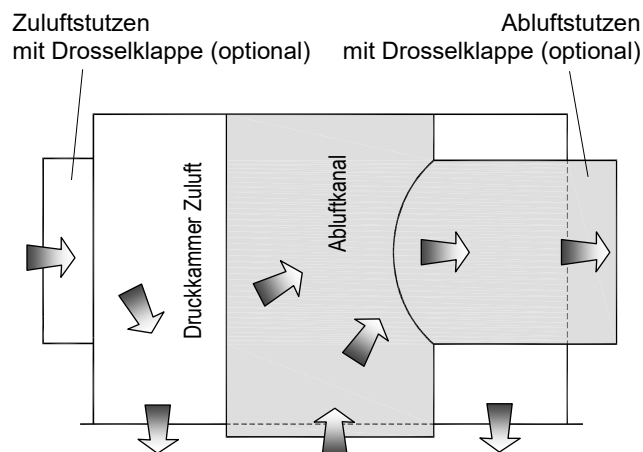 Zuluftstutzen
mit Drosselklappe (optional)
Abluftstutzen
mit Drosselklappe (optional)
Druckkammer Zuluft
Abluftkanal